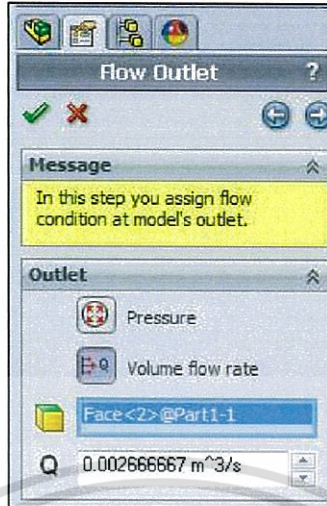 Flow Outlet ?
Message
In this step you assign flow
condition at model's outlet.
Outlet
Pressure
Q Volume flow rate
Face<2>@Part1-1
Q 0.002666667 m^3/s